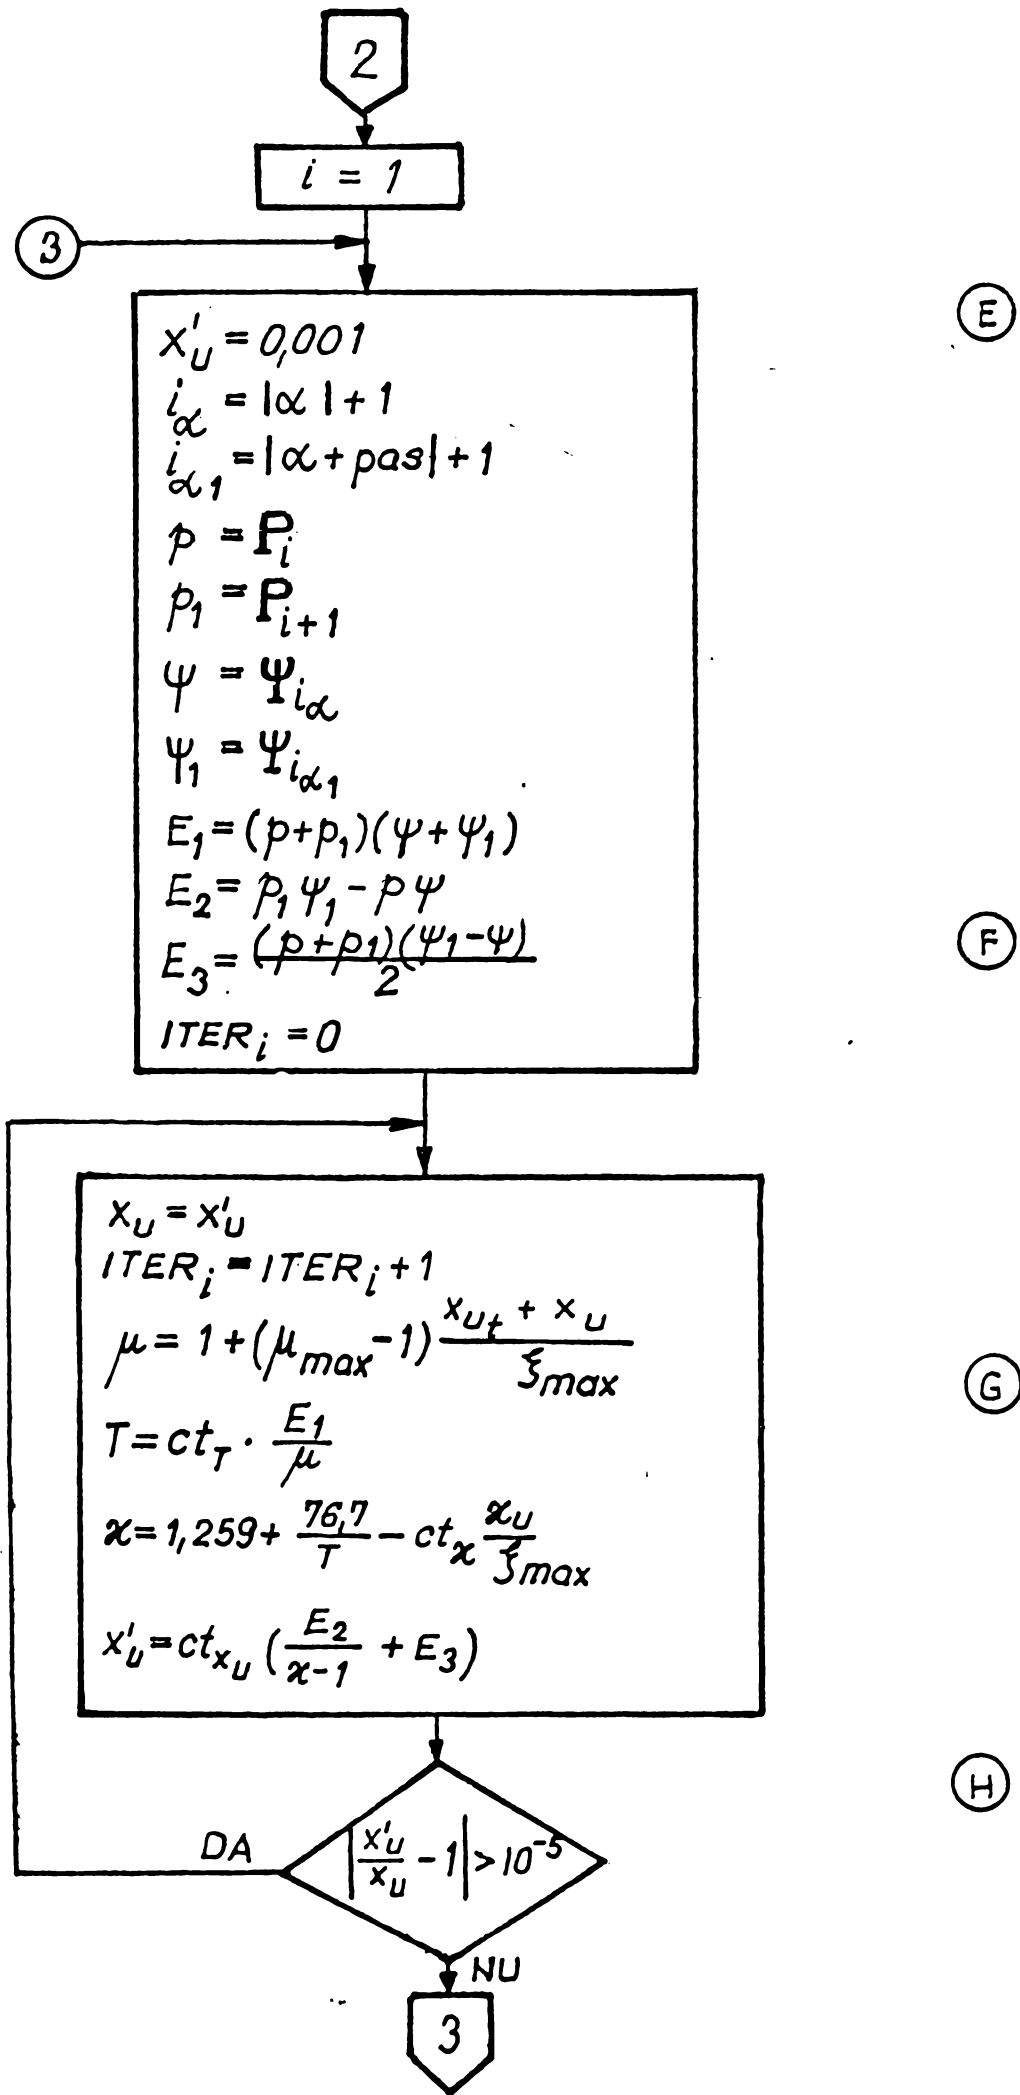 2
i = 1
3
E
x'_u = 0,001
i_α = |α| + 1
i_α1 = |α + pas| + 1
p = P_i
p_1 = P_i+1
ψ = Ψ_iα
ψ_1 = Ψ_iα1
E_1 = (p+p_1)(ψ+ψ_1)
E_2 = p_1 ψ_1 - p ψ
F
E_3 = (p+p_1)(ψ_1-ψ) / 2
ITER_i = 0
x_u = x'_u
ITER_i = ITER_i + 1
μ = 1 + (μ_max - 1) (x_ut + x_u) / ξ_max
G
T = ct_T · E_1 / μ
ϰ = 1,259 + 76,7 / T - ct_ϰ ϰ_u / ξ_max
x'_u = ct_xu (E_2 / (ϰ-1) + E_3)
H
DA
|x'_u / x_u - 1| > 10^-5
NU
3